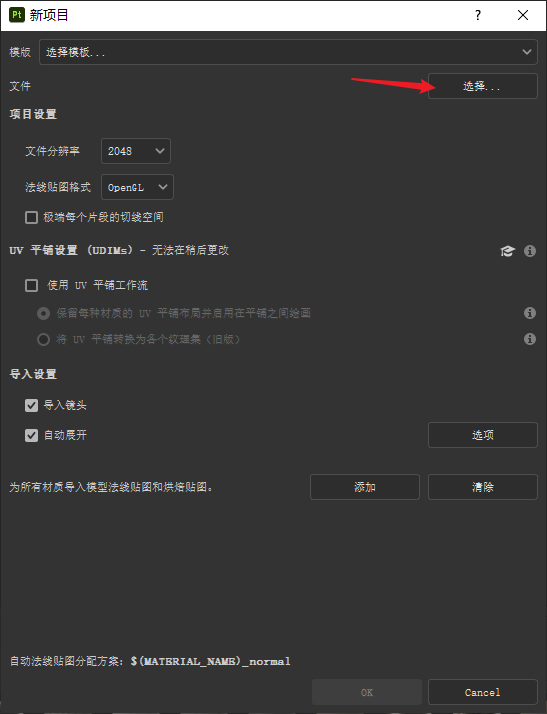 Pt 新项目
模版 选择模板...
文件 选择...
项目设置
文件分辨率 2048
法线贴图格式 OpenGL
极端每个片段的切线空间
UV 平铺设置 (UDIMs) - 无法在稍后更改
使用 UV 平铺工作流
保留每种材质的 UV 平铺布局并启用在平铺之间绘画
将 UV 平铺转换为各个纹理集(旧版)
导入设置
导入镜头
自动展开 选项
为所有材质导入模型法线贴图和烘焙贴图。 添加 清除
自动法线贴图分配方案: $(MATERIAL_NAME)_normal
OK Cancel